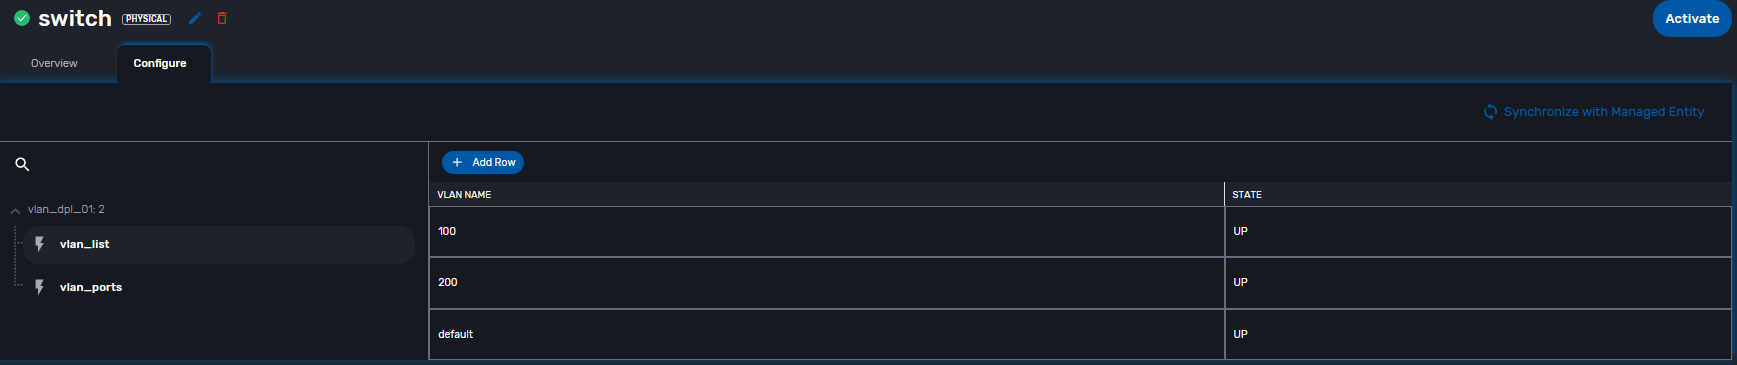 switch PHYSICAL
Activate
Overview Configure
Synchronize with Managed Entity
+ Add Row
VLAN NAME STATE
vlan_dpl_01: 2
100 UP
vlan_list
200 UP
vlan_ports
default UP